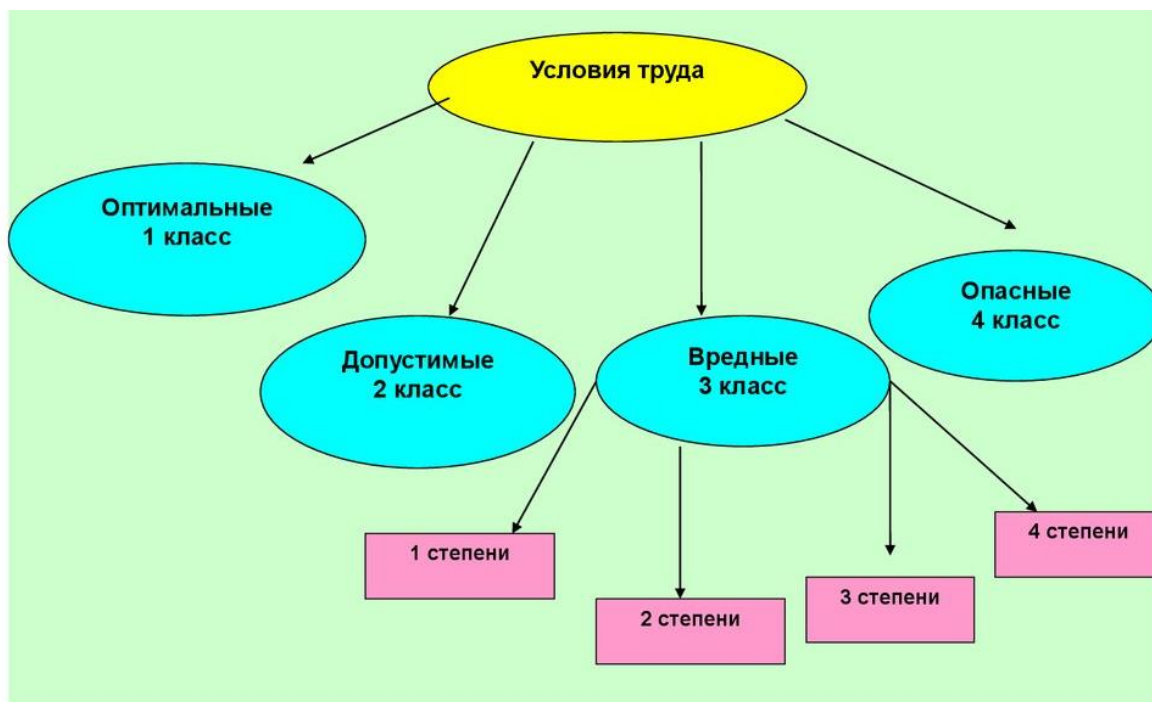 Условия труда
Оптимальные
1 класс
Опасные
4 класс
Допустимые
2 класс
Вредные
3 класс
1 степени
2 степени
3 степени
4 степени